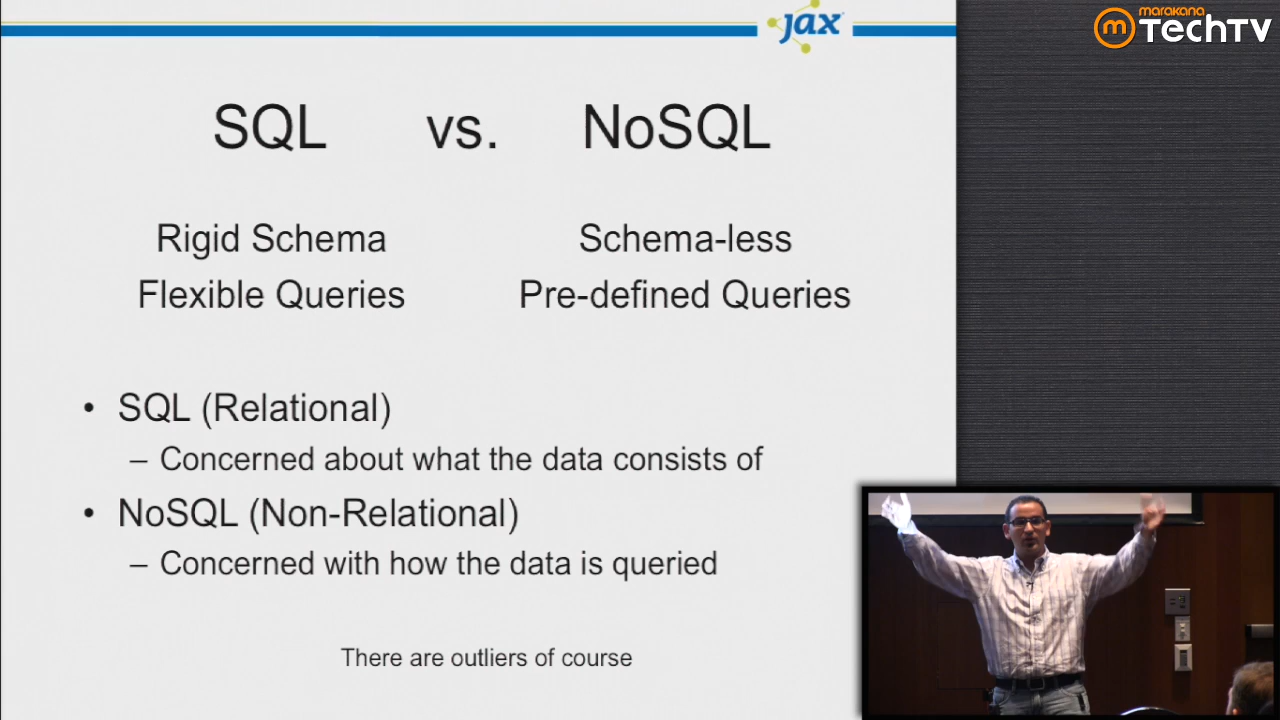 jax
marakana
m TechTV
SQL vs. NoSQL
Rigid Schema Schema-less
Flexible Queries Pre-defined Queries
• SQL (Relational)
– Concerned about what the data consists of
• NoSQL (Non-Relational)
– Concerned with how the data is queried
There are outliers of course